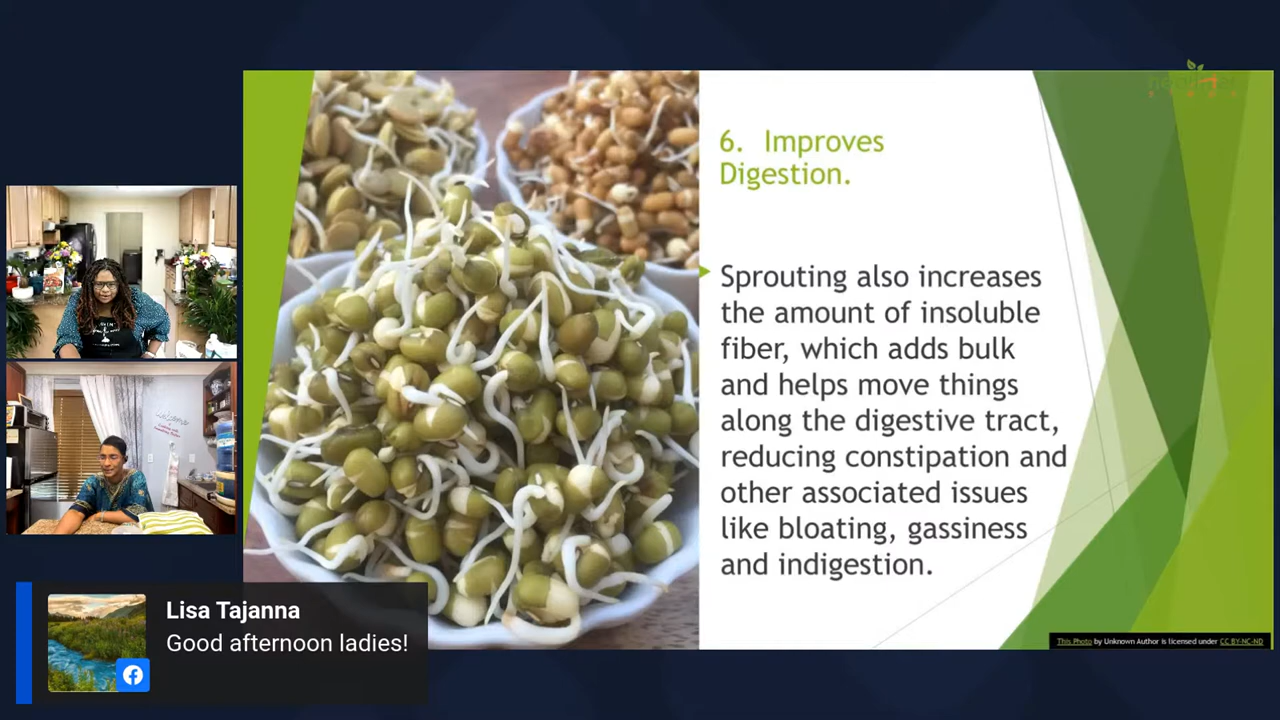 6. Improves
Digestion.
Sprouting also increases
the amount of insoluble
fiber, which adds bulk
and helps move things
along the digestive tract,
reducing constipation and
other associated issues
like bloating, gassiness
and indigestion.
This Photo by Unknown Author is licensed under CC BY-NC-ND
Lisa Tajanna
Good afternoon ladies!